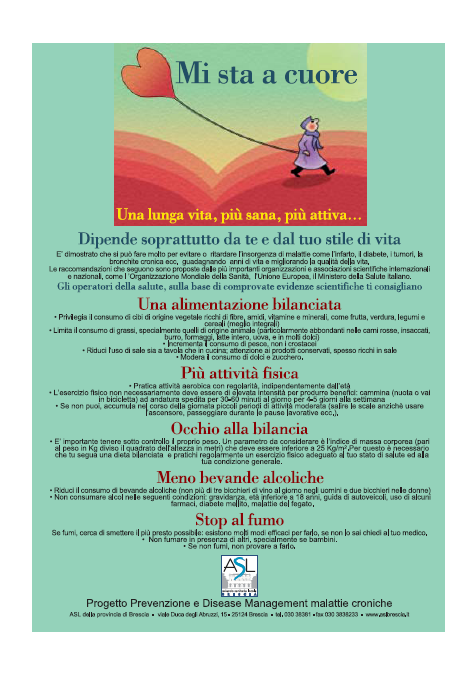 Mi sta a cuore
Una lunga vita, più sana, più attiva...
Dipende soprattutto da te e dal tuo stile di vita
E' dimostrato che si può fare molto per evitare o ritardare l'insorgenza di malattie come l'infarto, il diabete, i tumori, la
bronchite cronica ecc, guadagnando anni di vita e migliorando la qualità della vita.
Le raccomandazioni che seguono sono proposte dalle più importanti organizzazioni e associazioni scientifiche internazionali
e nazionali, come l 'Organizzazione Mondiale della Sanità, l'Unione Europea, il Ministero della Salute italiano.
Gli operatori della salute, sulla base di comprovate evidenze scientifiche ti consigliano
Una alimentazione bilanciata
• Privilegia il consumo di cibi di origine vegetale ricchi di fibre, amidi, vitamine e minerali, come frutta, verdura, legumi e
cereali (meglio integrali)
• Limita il consumo di grassi, specialmente quelli di origine animale (particolarmente abbondanti nelle carni rosse, insaccati,
burro, formaggi, latte intero, uova, e in molti dolci)
• Incrementa il consumo di pesce, non i crostacei
• Riduci l'uso di sale sia a tavola che in cucina; attenzione ai prodotti conservati, spesso ricchi in sale
• Modera il consumo di dolci e zucchero.
Più attività fisica
• Pratica attività aerobica con regolarità, indipendentemente dall'età
• L'esercizio fisico non necessariamente deve essere di elevata intensità per produrre benefici: cammina (nuota o vai
in bicicletta) ad andatura spedita per 30-60 minuti al giorno per 4-5 giorni alla settimana
• Se non puoi, accumula nel corso della giornata piccoli periodi di attività moderata (salire le scale anziché usare
l'ascensore, passeggiare durante le pause lavorative ecc.).
Occhio alla bilancia
• E' importante tenere sotto controllo il proprio peso. Un parametro da considerare è l'indice di massa corporea (pari
al peso in Kg diviso il quadrato dell'altezza in metri) che deve essere inferiore a 25 Kg/m².Per questo è necessario
che tu segua una dieta bilanciata e pratichi regolarmente un esercizio fisico adeguato al tuo stato di salute ed alla
tua condizione generale.
Meno bevande alcoliche
• Riduci il consumo di bevande alcoliche (non più di tre bicchieri di vino al giorno negli uomini e due bicchieri nelle donne)
• Non consumare alcol nelle seguenti condizioni: gravidanza, età inferiore a 18 anni, guida di autoveicoli, uso di alcuni
farmaci, diabete mellito, malattie del fegato.
Stop al fumo
Se fumi, cerca di smettere il più presto possibile: esistono molti modi efficaci per farlo, se non lo sai chiedi al tuo medico.
• Non fumare in presenza di altri, specialmente se bambini.
• Se non fumi, non provare a farlo.
ASL
Progetto Prevenzione e Disease Management malattie croniche
ASL della provincia di Brescia • viale Duca degli Abruzzi, 15 • 25124 Brescia • tel. 030 38381 • fax 030 3838233 • www.aslbrescia.it